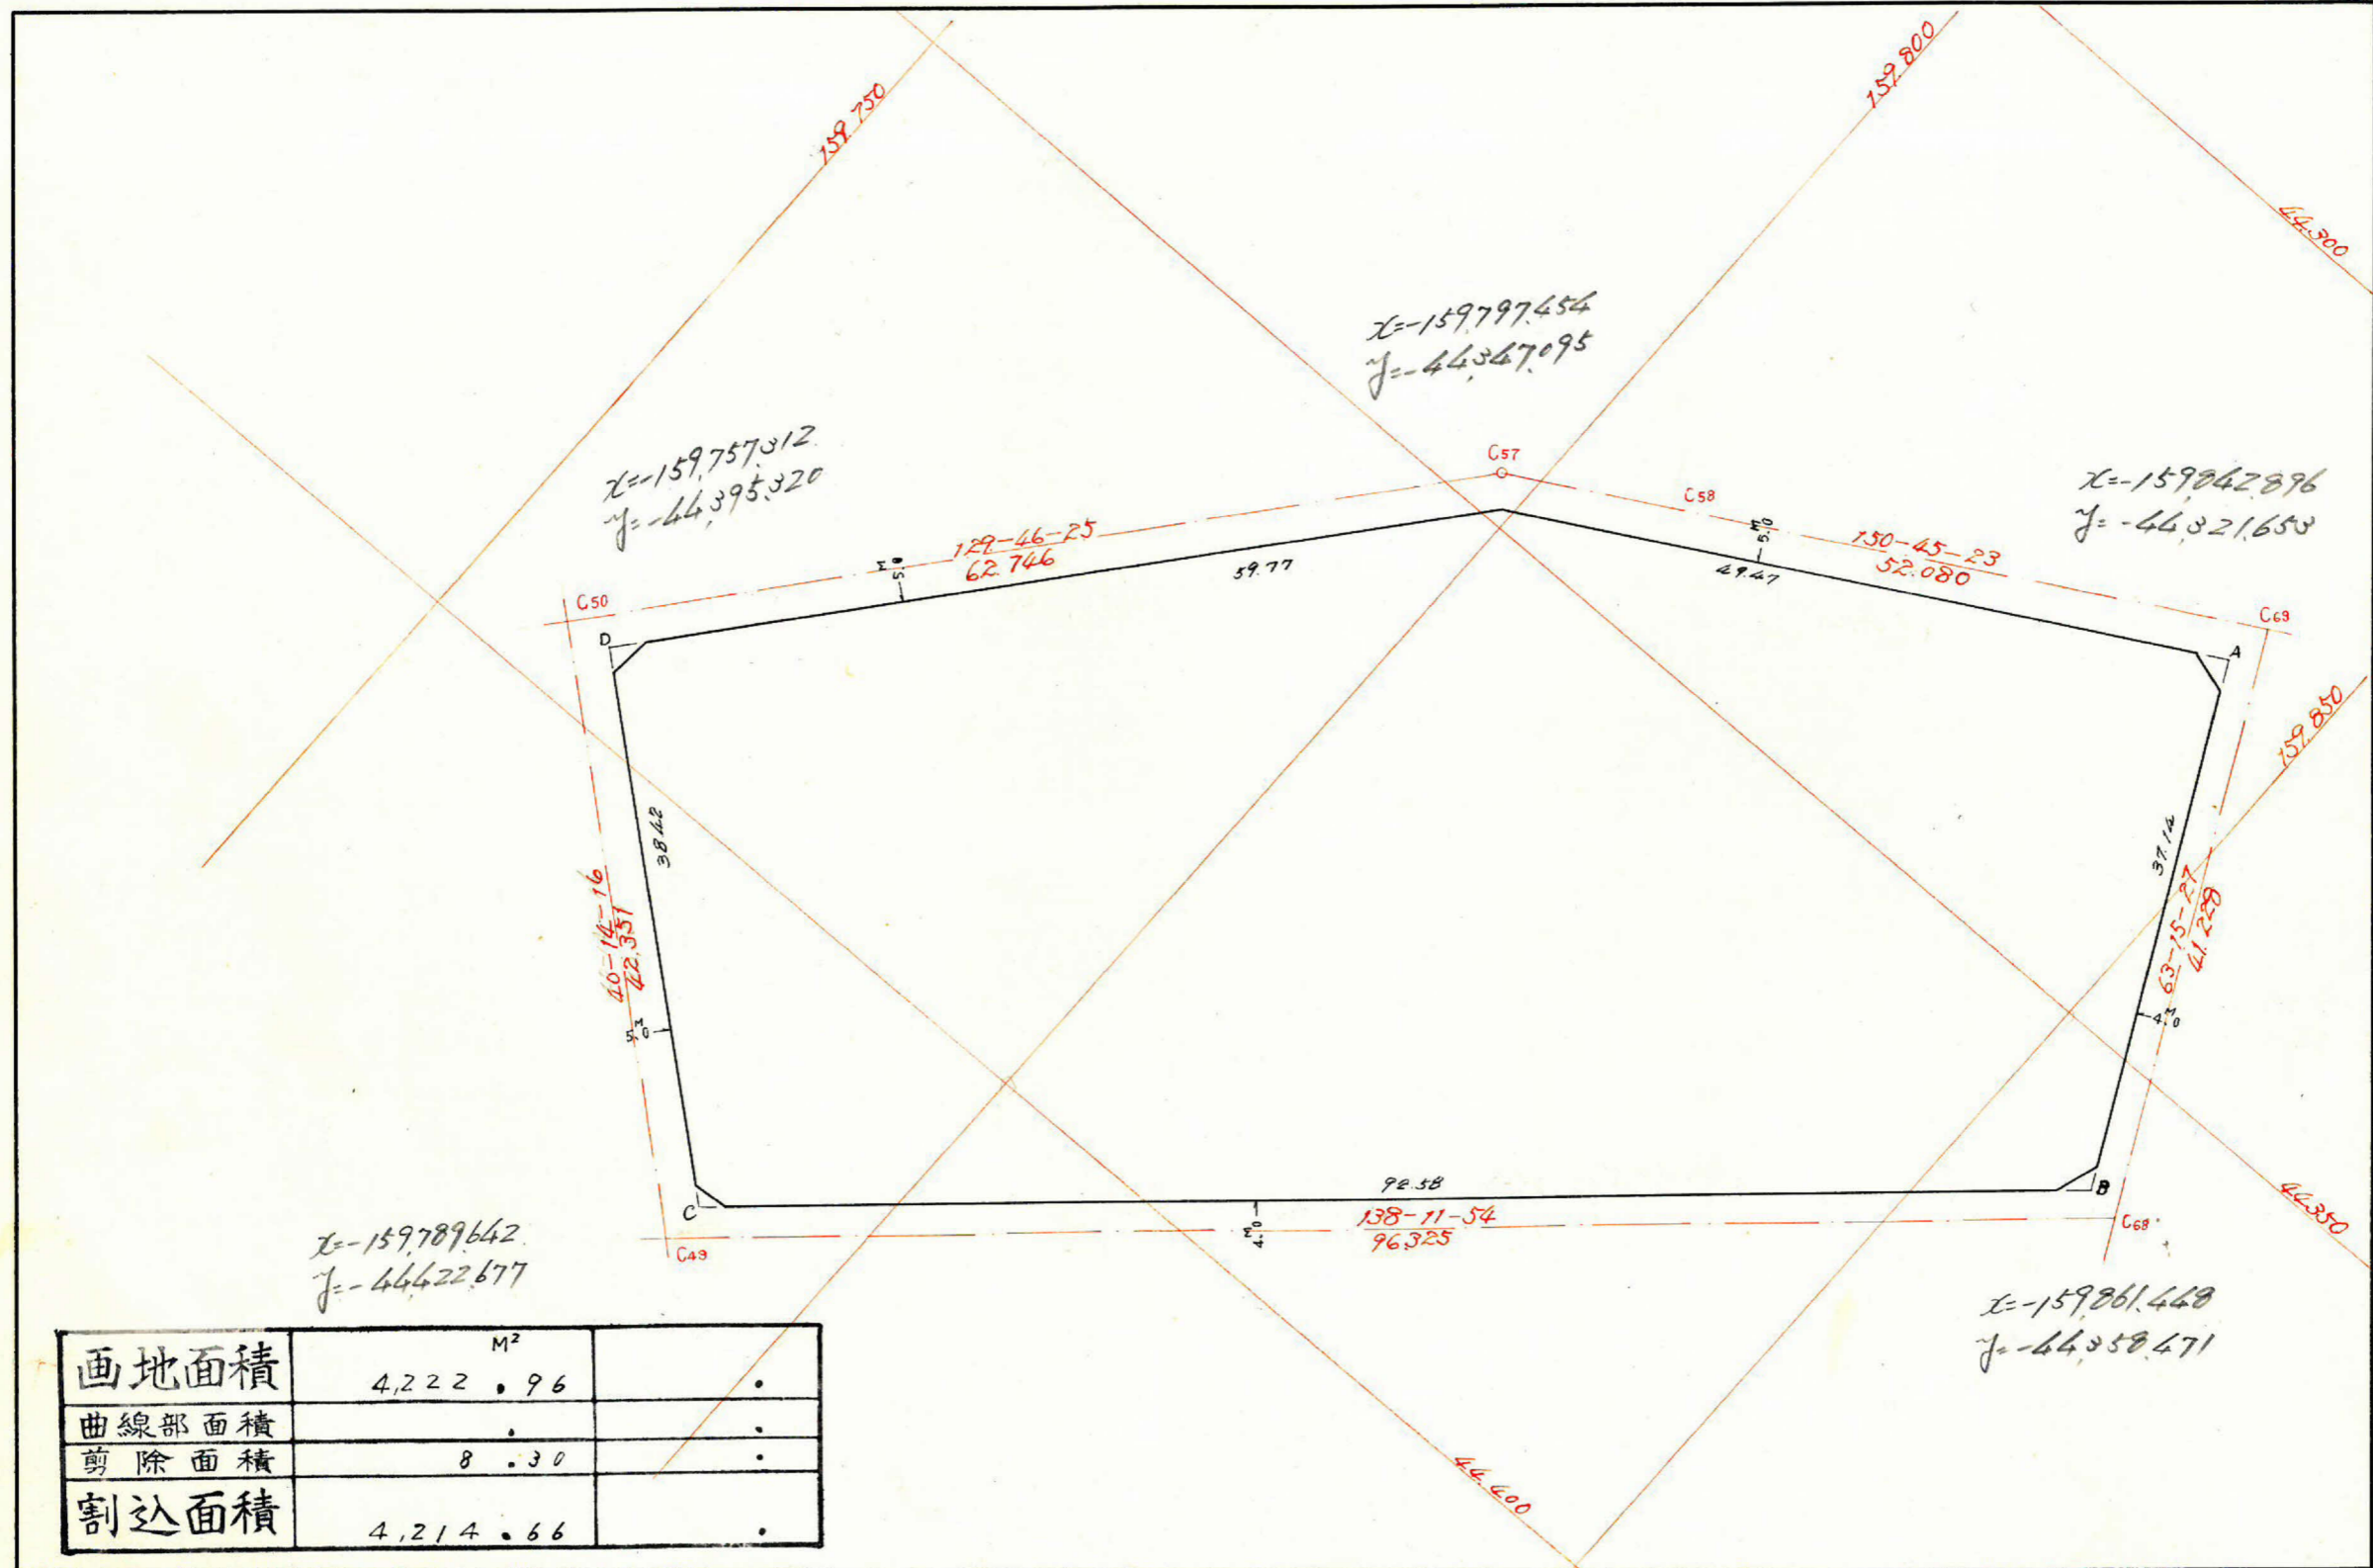 159.800
159.750
44.300
x=-159,797.454
y=-44,347.095
x=-159,757.312
y=-44,395.320
C57
C58
x=-159,842.896
y=-44,321.653
M
5.0
129-46-25
62.746
59.77
M
5.0
49.47
150-45-23
52.080
C50
D
C69
A
159.850
38.42
40-14-16
42.351
M
5.0
37.14
63-15-27
41.229
M
4.0
92.58
138-11-54
96.325
M
4.0
C
C49
B
C68
44.350
x=-159,789.642
y=-44,422.677
x=-159,861.448
y=-44,358.471
44.400
画地面積 M² 4,222.96 .
曲線部面積 . .
剪除面積 8.30 .
割込面積 4,214.66 .